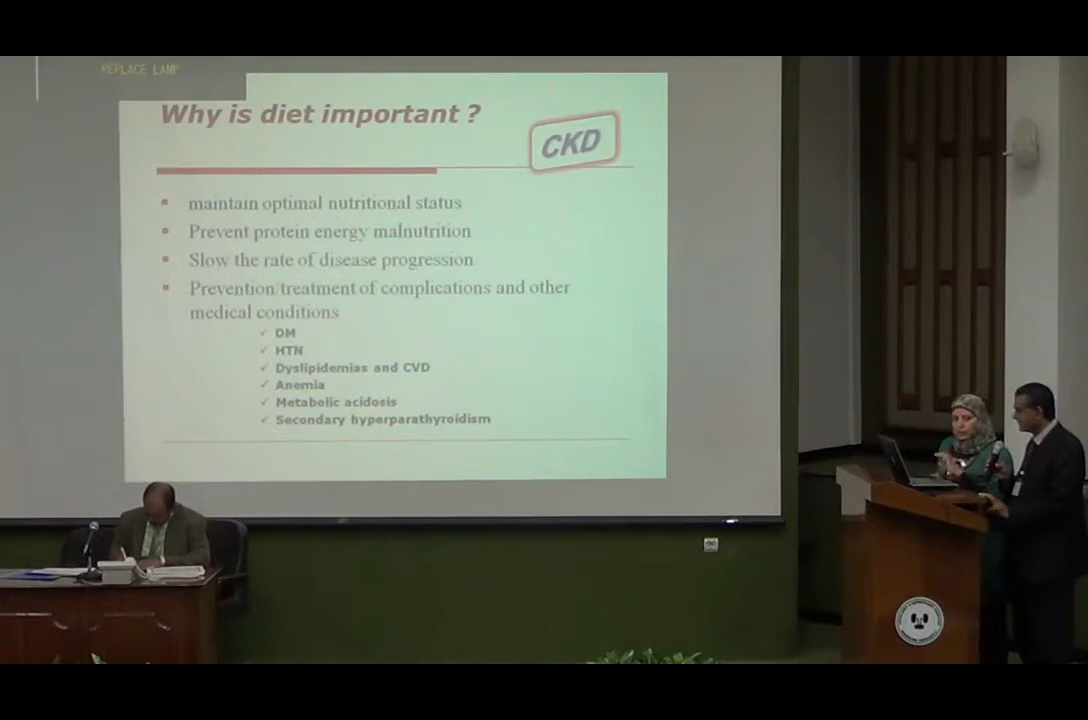 REPLACE LAMP
Why is diet important ?
CKD
maintain optimal nutritional status
Prevent protein energy malnutrition
Slow the rate of disease progression
Prevention/treatment of complications and other
medical conditions
DM
HTN
Dyslipidemias and CVD
Anemia
Metabolic acidosis
Secondary hyperparathyroidism